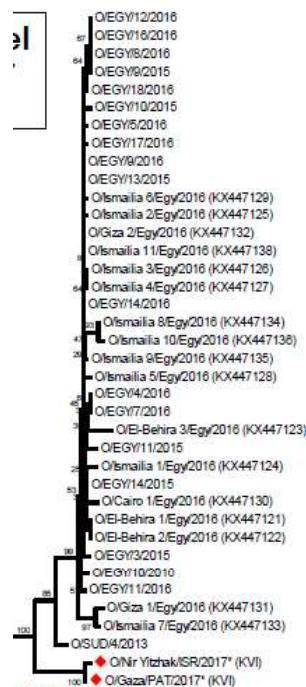 el
O/EGY/12/2016
O/EGY/16/2016
67
O/EGY/8/2016
64
O/EGY/9/2015
O/EGY/18/2016
O/EGY/10/2015
O/EGY/5/2016
O/EGY/17/2016
O/EGY/9/2016
O/EGY/13/2015
O/Ismailia 6/Egy/2016 (KX447129)
O/Ismailia 2/Egy/2016 (KX447125)
O/Giza 2/Egy/2016 (KX447132)
O/Ismailia 11/Egy/2016 (KX447138)
O/Ismailia 3/Egy/2016 (KX447126)
64
O/Ismailia 4/Egy/2016 (KX447127)
O/EGY/14/2016
93
O/Ismailia 8/Egy/2016 (KX447134)
47
O/Ismailia 10/Egy/2016 (KX447136)
29
O/Ismailia 9/Egy/2016 (KX447135)
O/Ismailia 5/Egy/2016 (KX447128)
O/EGY/4/2016
O/EGY/7/2016
O/El-Behira 3/Egy/2016 (KX447123)
O/EGY/11/2015
O/Ismailia 1/Egy/2016 (KX447124)
O/EGY/14/2015
53
O/Cairo 1/Egy/2016 (KX447130)
O/El-Behira 1/Egy/2016 (KX447121)
O/El-Behira 2/Egy/2016 (KX447122)
O/EGY/3/2015
O/EGY/10/2010
O/EGY/11/2016
O/Giza 1/Egy/2016 (KX447131)
97
O/Ismailia 7/Egy/2016 (KX447133)
O/SUD/4/2013
100
O/Nir Yitzhak/ISR/2017* (KVI)
100
O/Gaza/PAT/2017* (KVI)